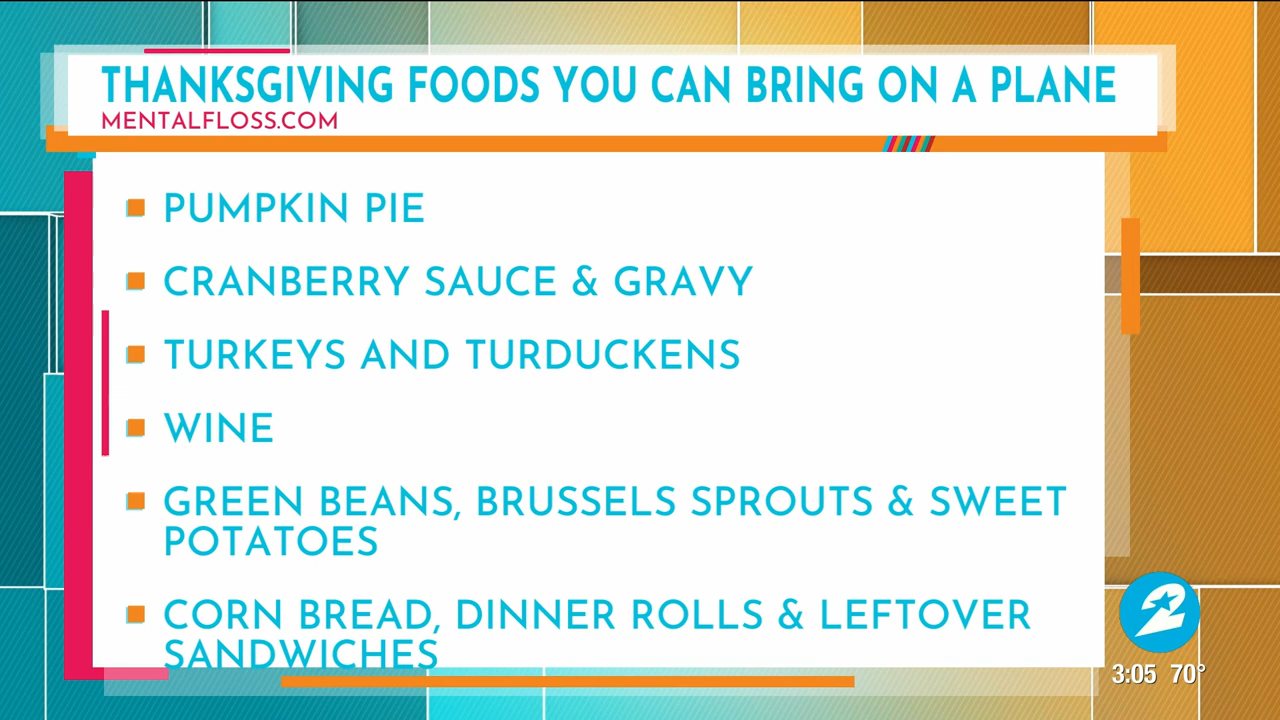 THANKSGIVING FOODS YOU CAN BRING ON A PLANE
MENTALFLOSS.COM
PUMPKIN PIE
CRANBERRY SAUCE & GRAVY
TURKEYS AND TURDUCKENS
WINE
GREEN BEANS, BRUSSELS SPROUTS & SWEET
POTATOES
CORN BREAD, DINNER ROLLS & LEFTOVER
SANDWICHES
2
3:05 70°